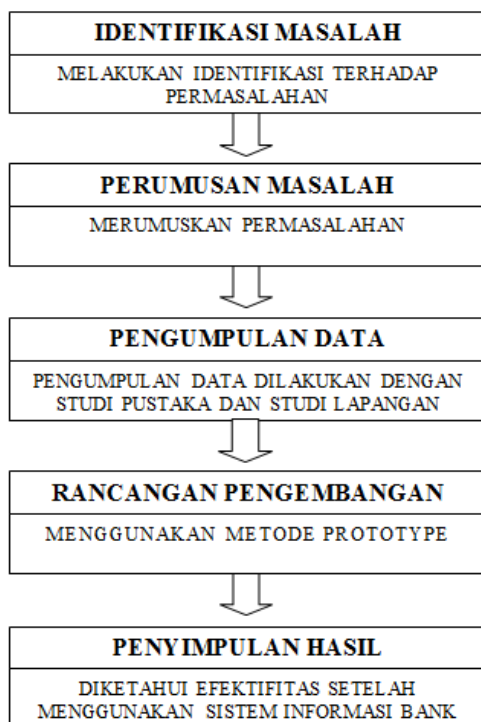 IDENTIFIKASI MASALAH
MELAKUKAN IDENTIFIKASI TERHADAP
PERMASALAHAN
PERUMUSAN MASALAH
MERUMUSKAN PERMASALAHAN
PENGUMPULAN DATA
PENGUMPULAN DATA DILAKUKAN DENGAN
STUDI PUSTAKA DAN STUDI LAPANGAN
RANCANGAN PENGEMBANGAN
MENGGUNAKAN METODE PROTOTYPE
PENYIMPULAN HASIL
DIKETAHUI EFEKTIFITAS SETELAH
MENGGUNAKAN SISTEM INFORMASI BANK